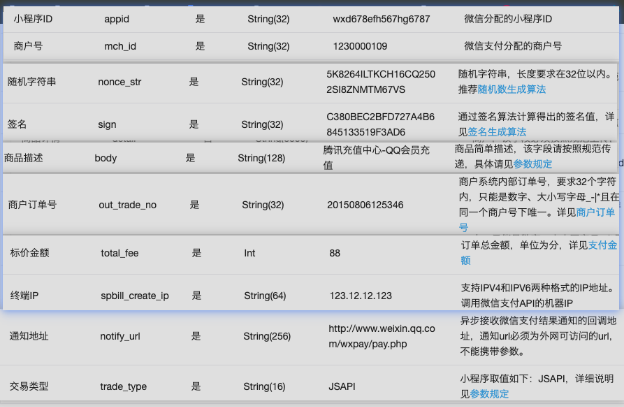 小程序ID appid 是 String(32) wxd678efh567hg6787 微信分配的小程序ID
商户号 mch_id 是 String(32) 1230000109 微信支付分配的商户号
随机字符串 nonce_str 是 String(32) 5K8264ILTKCH16CQ250
2SI8ZNMTM67VS
随机字符串，长度要求在32位以内。
推荐随机数生成算法
签名 sign 是 String(32) C380BEC2BFD727A4B6
845133519F3AD6
通过签名算法计算得出的签名值，详
见签名生成算法
商品描述 body 是 String(128) 腾讯充值中心-QQ会员充
值
商品简单描述，该字段请按照规范传
递，具体请见参数规定
商户订单号 out_trade_no 是 String(32) 20150806125346
商户系统内部订单号，要求32个字符
内，只能是数字、大小写字母_-|*且在
同一个商户号下唯一。详见商户订单
号
标价金额 total_fee 是 Int 88
订单总金额，单位为分，详见支付金
额
终端IP spbill_create_ip 是 String(64) 123.12.12.123
支持IPV4和IPV6两种格式的IP地址。
调用微信支付API的机器IP
通知地址 notify_url 是 String(256) http://www.weixin.qq.co
m/wxpay/pay.php
异步接收微信支付结果通知的回调地
址，通知url必须为外网可访问的url，
不能携带参数。
交易类型 trade_type 是 String(16) JSAPI
小程序取值如下：JSAPI，详细说明
见参数规定